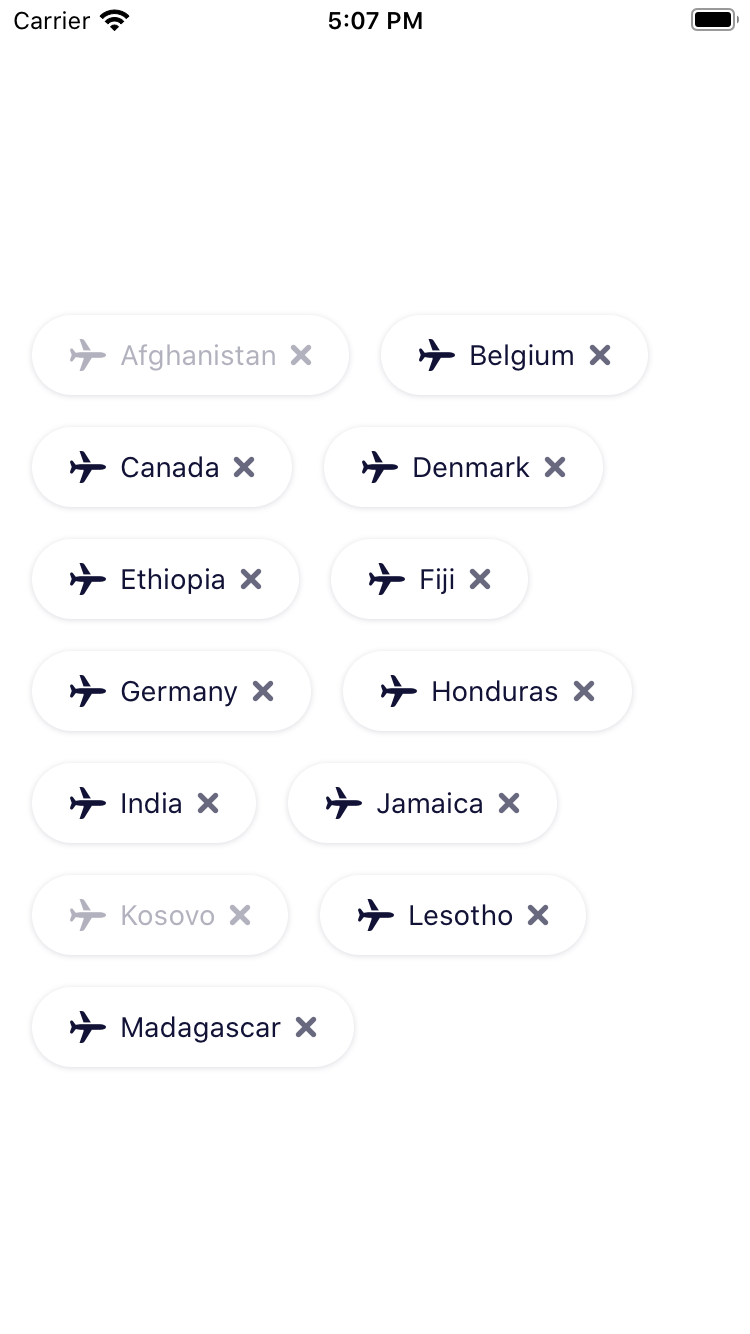 Carrier 5:07 PM
Afghanistan Belgium
Canada Denmark
Ethiopia Fiji
Germany Honduras
India Jamaica
Kosovo Lesotho
Madagascar